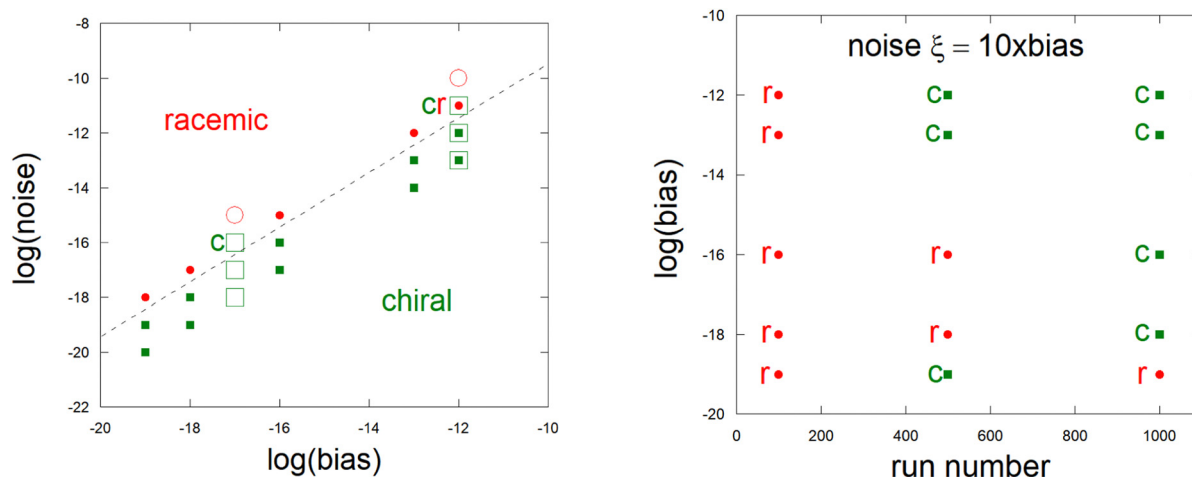 -8
-10
-12
-14
-16
-18
-20
-22
log(noise)
racemic
cr
c
chiral
-20 -18 -16 -14 -12 -10
log(bias)
-10
-12
-14
-16
-18
-20
log(bias)
noise ξ = 10xbias
r c c
r c c
r r c
r r c
r c r
0 200 400 600 800 1000
run number